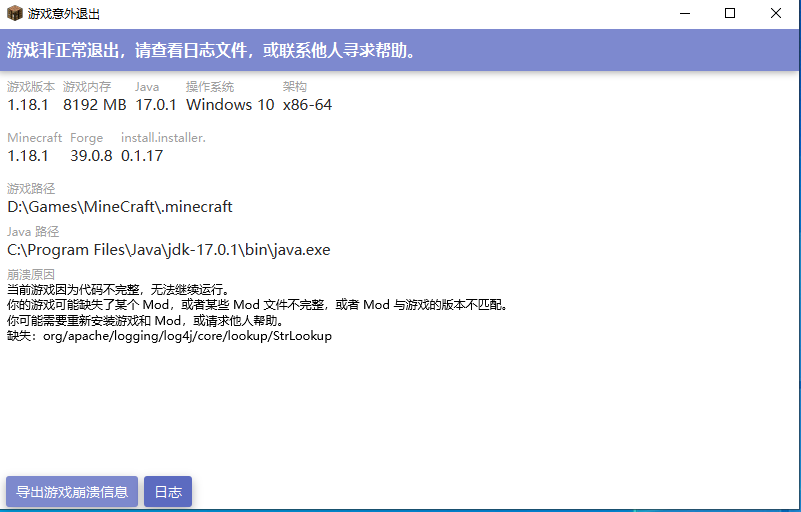 游戏意外退出
游戏非正常退出，请查看日志文件，或联系他人寻求帮助。
游戏版本 游戏内存 Java 操作系统 架构
1.18.1 8192 MB 17.0.1 Windows 10 x86-64
Minecraft Forge install.installer.
1.18.1 39.0.8 0.1.17
游戏路径
D:\Games\MineCraft\.minecraft
Java 路径
C:\Program Files\Java\jdk-17.0.1\bin\java.exe
崩溃原因
当前游戏因为代码不完整，无法继续运行。
你的游戏可能缺失了某个 Mod，或者某些 Mod 文件不完整，或者 Mod 与游戏的版本不匹配。
你可能需要重新安装游戏和 Mod，或请求他人帮助。
缺失：org/apache/logging/log4j/core/lookup/StrLookup
导出游戏崩溃信息 日志